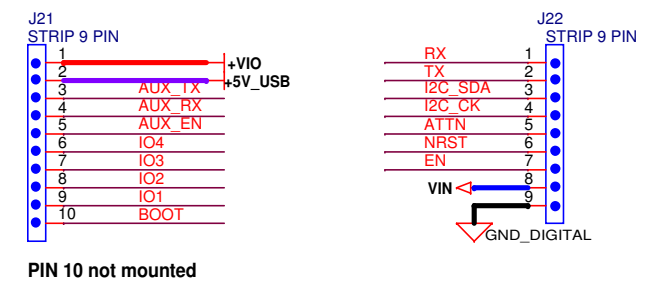 J21
STRIP 9 PIN
1 +VIO
2 +5V_USB
3 AUX_TX
4 AUX_RX
5 AUX_EN
6 IO4
7 IO3
8 IO2
9 IO1
10 BOOT
PIN 10 not mounted
J22
STRIP 9 PIN
RX 1
TX 2
I2C_SDA 3
I2C_CK 4
ATTN 5
NRST 6
EN 7
VIN 8
9
GND_DIGITAL